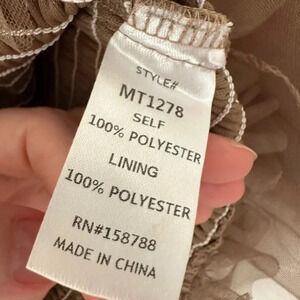 STYLE#
MT1278
SELF
100% POLYESTER
LINING
100% POLYESTER
RN#158788
MADE IN CHINA